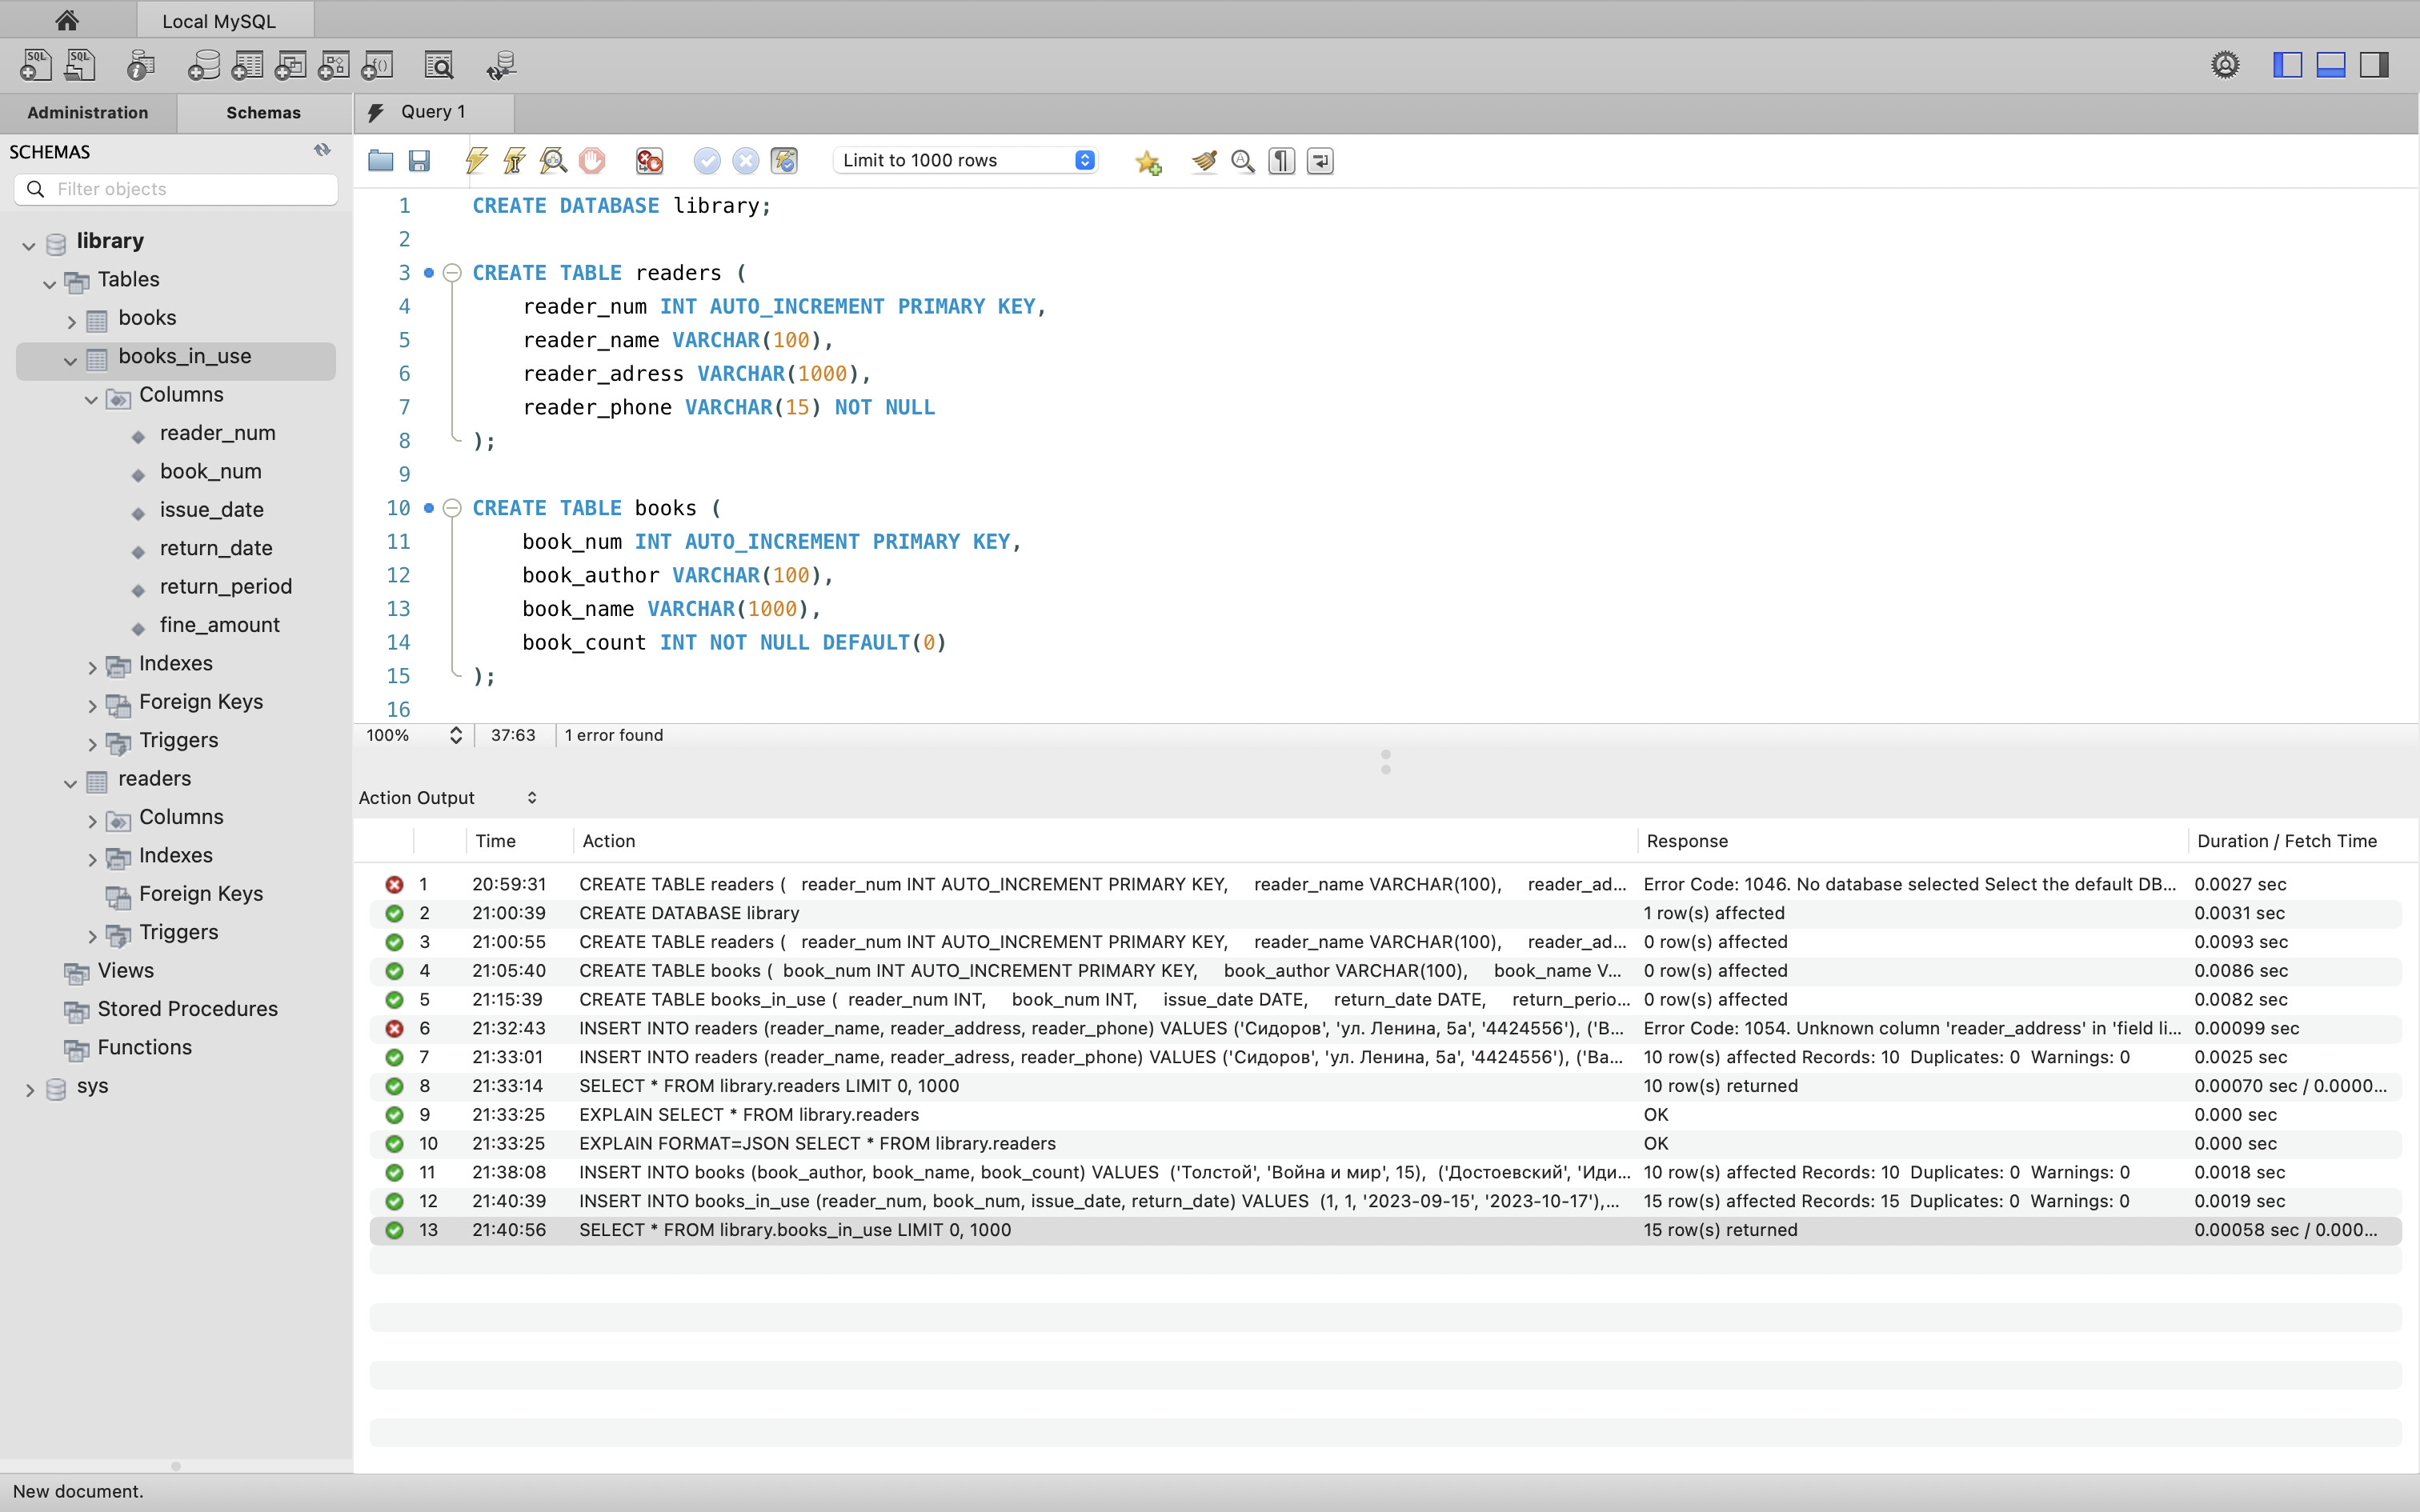 Local MySQL
Administration
Schemas
Query 1
SCHEMAS
Filter objects
Limit to 1000 rows
library
Tables
books
books_in_use
Columns
reader_num
book_num
issue_date
return_date
return_period
fine_amount
Indexes
Foreign Keys
Triggers
readers
Columns
Indexes
Foreign Keys
Triggers
Views
Stored Procedures
Functions
sys
1 CREATE DATABASE library;
2
3 CREATE TABLE readers (
4 reader_num INT AUTO_INCREMENT PRIMARY KEY,
5 reader_name VARCHAR(100),
6 reader_adress VARCHAR(1000),
7 reader_phone VARCHAR(15) NOT NULL
8 );
9
10 CREATE TABLE books (
11 book_num INT AUTO_INCREMENT PRIMARY KEY,
12 book_author VARCHAR(100),
13 book_name VARCHAR(1000),
14 book_count INT NOT NULL DEFAULT(0)
15 );
16
100% 37:63 1 error found
Action Output
Time Action Response Duration / Fetch Time
1 20:59:31 CREATE TABLE readers ( reader_num INT AUTO_INCREMENT PRIMARY KEY, reader_name VARCHAR(100), reader_ad... Error Code: 1046. No database selected Select the default DB... 0.0027 sec
2 21:00:39 CREATE DATABASE library 1 row(s) affected 0.0031 sec
3 21:00:55 CREATE TABLE readers ( reader_num INT AUTO_INCREMENT PRIMARY KEY, reader_name VARCHAR(100), reader_ad... 0 row(s) affected 0.0093 sec
4 21:05:40 CREATE TABLE books ( book_num INT AUTO_INCREMENT PRIMARY KEY, book_author VARCHAR(100), book_name V... 0 row(s) affected 0.0086 sec
5 21:15:39 CREATE TABLE books_in_use ( reader_num INT, book_num INT, issue_date DATE, return_date DATE, return_perio... 0 row(s) affected 0.0082 sec
6 21:32:43 INSERT INTO readers (reader_name, reader_address, reader_phone) VALUES ('Сидоров', 'ул. Ленина, 5а', '4424556'), ('В... Error Code: 1054. Unknown column 'reader_address' in 'field li... 0.00099 sec
7 21:33:01 INSERT INTO readers (reader_name, reader_adress, reader_phone) VALUES ('Сидоров', 'ул. Ленина, 5а', '4424556'), ('Ва... 10 row(s) affected Records: 10 Duplicates: 0 Warnings: 0 0.0025 sec
8 21:33:14 SELECT * FROM library.readers LIMIT 0, 1000 10 row(s) returned 0.00070 sec / 0.0000...
9 21:33:25 EXPLAIN SELECT * FROM library.readers OK 0.000 sec
10 21:33:25 EXPLAIN FORMAT=JSON SELECT * FROM library.readers OK 0.000 sec
11 21:38:08 INSERT INTO books (book_author, book_name, book_count) VALUES ('Толстой', 'Война и мир', 15), ('Достоевский', 'Иди... 10 row(s) affected Records: 10 Duplicates: 0 Warnings: 0 0.0018 sec
12 21:40:39 INSERT INTO books_in_use (reader_num, book_num, issue_date, return_date) VALUES (1, 1, '2023-09-15', '2023-10-17'),... 15 row(s) affected Records: 15 Duplicates: 0 Warnings: 0 0.0019 sec
13 21:40:56 SELECT * FROM library.books_in_use LIMIT 0, 1000 15 row(s) returned 0.00058 sec / 0.000...
New document.